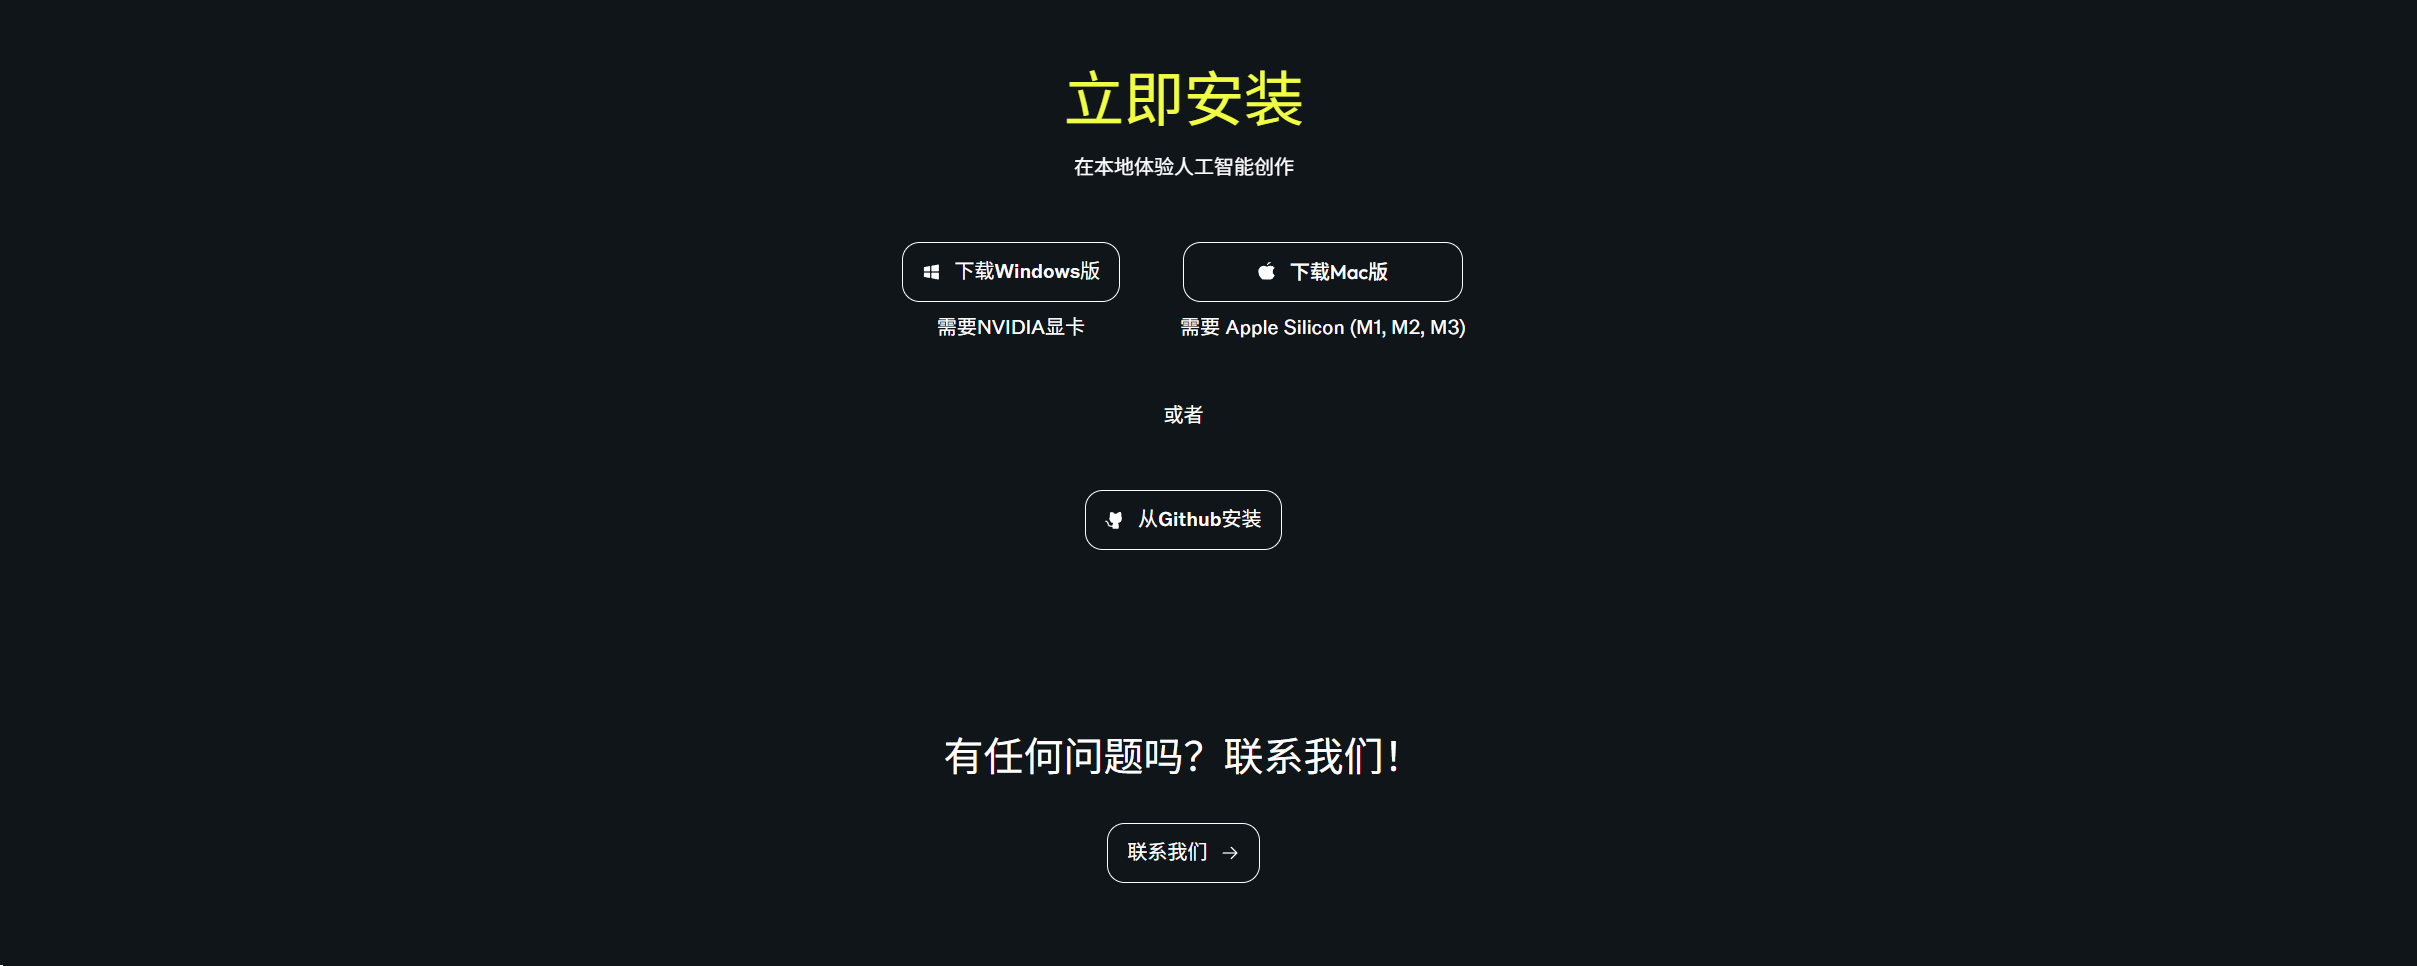 立即安装
在本地体验人工智能创作
下载Windows版
下载Mac版
需要NVIDIA显卡
需要 Apple Silicon (M1, M2, M3)
或者
从Github安装
有任何问题吗？联系我们！
联系我们 →